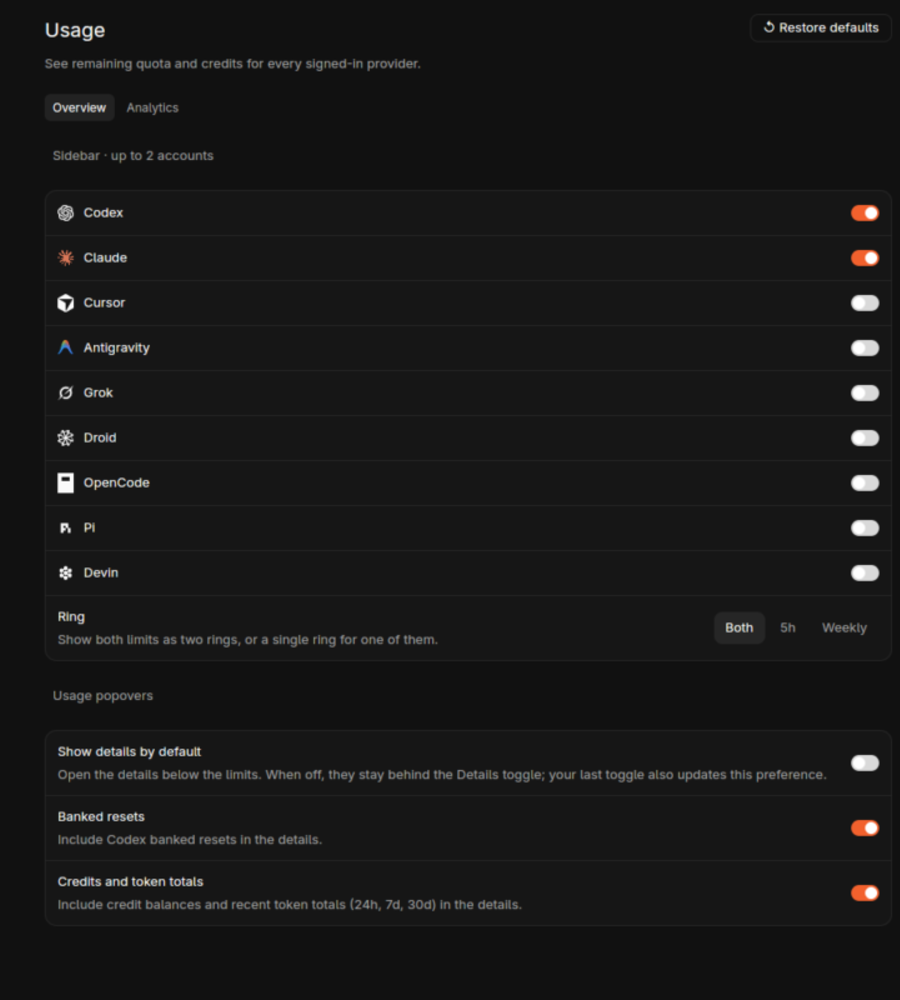 Usage
Restore defaults
See remaining quota and credits for every signed-in provider.
Overview
Analytics
Sidebar · up to 2 accounts
Codex
Claude
Cursor
Antigravity
Grok
Droid
OpenCode
Pi
Devin
Ring
Show both limits as two rings, or a single ring for one of them.
Both
5h
Weekly
Usage popovers
Show details by default
Open the details below the limits. When off, they stay behind the Details toggle; your last toggle also updates this preference.
Banked resets
Include Codex banked resets in the details.
Credits and token totals
Include credit balances and recent token totals (24h, 7d, 30d) in the details.